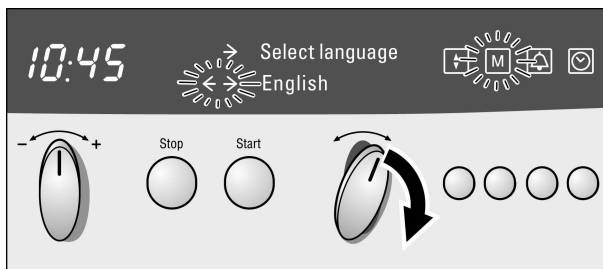 10:45
→ Select language
← → English
M
- +
Stop Start